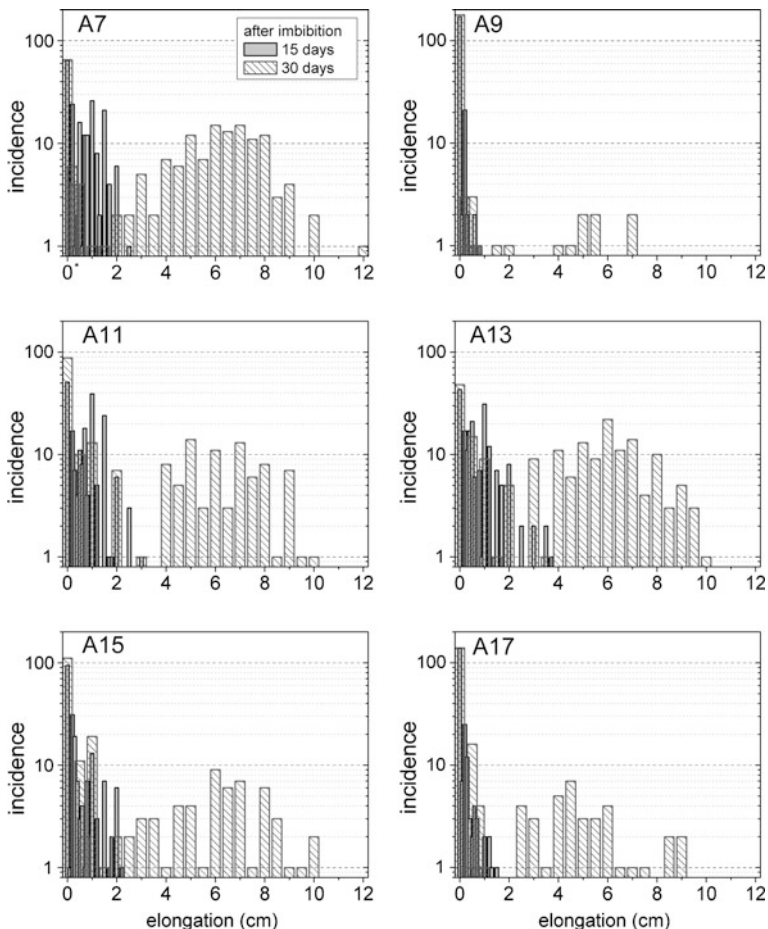 A7
after imbibition
15 days
30 days
100
10
1
incidence
0 * 2 4 6 8 10 12
A9
100
10
1
incidence
0 2 4 6 8 10 12
A11
100
10
1
incidence
0 2 4 6 8 10 12
A13
100
10
1
incidence
0 2 4 6 8 10 12
A15
100
10
1
incidence
0 2 4 6 8 10 12
elongation (cm)
A17
100
10
1
incidence
0 2 4 6 8 10 12
elongation (cm)